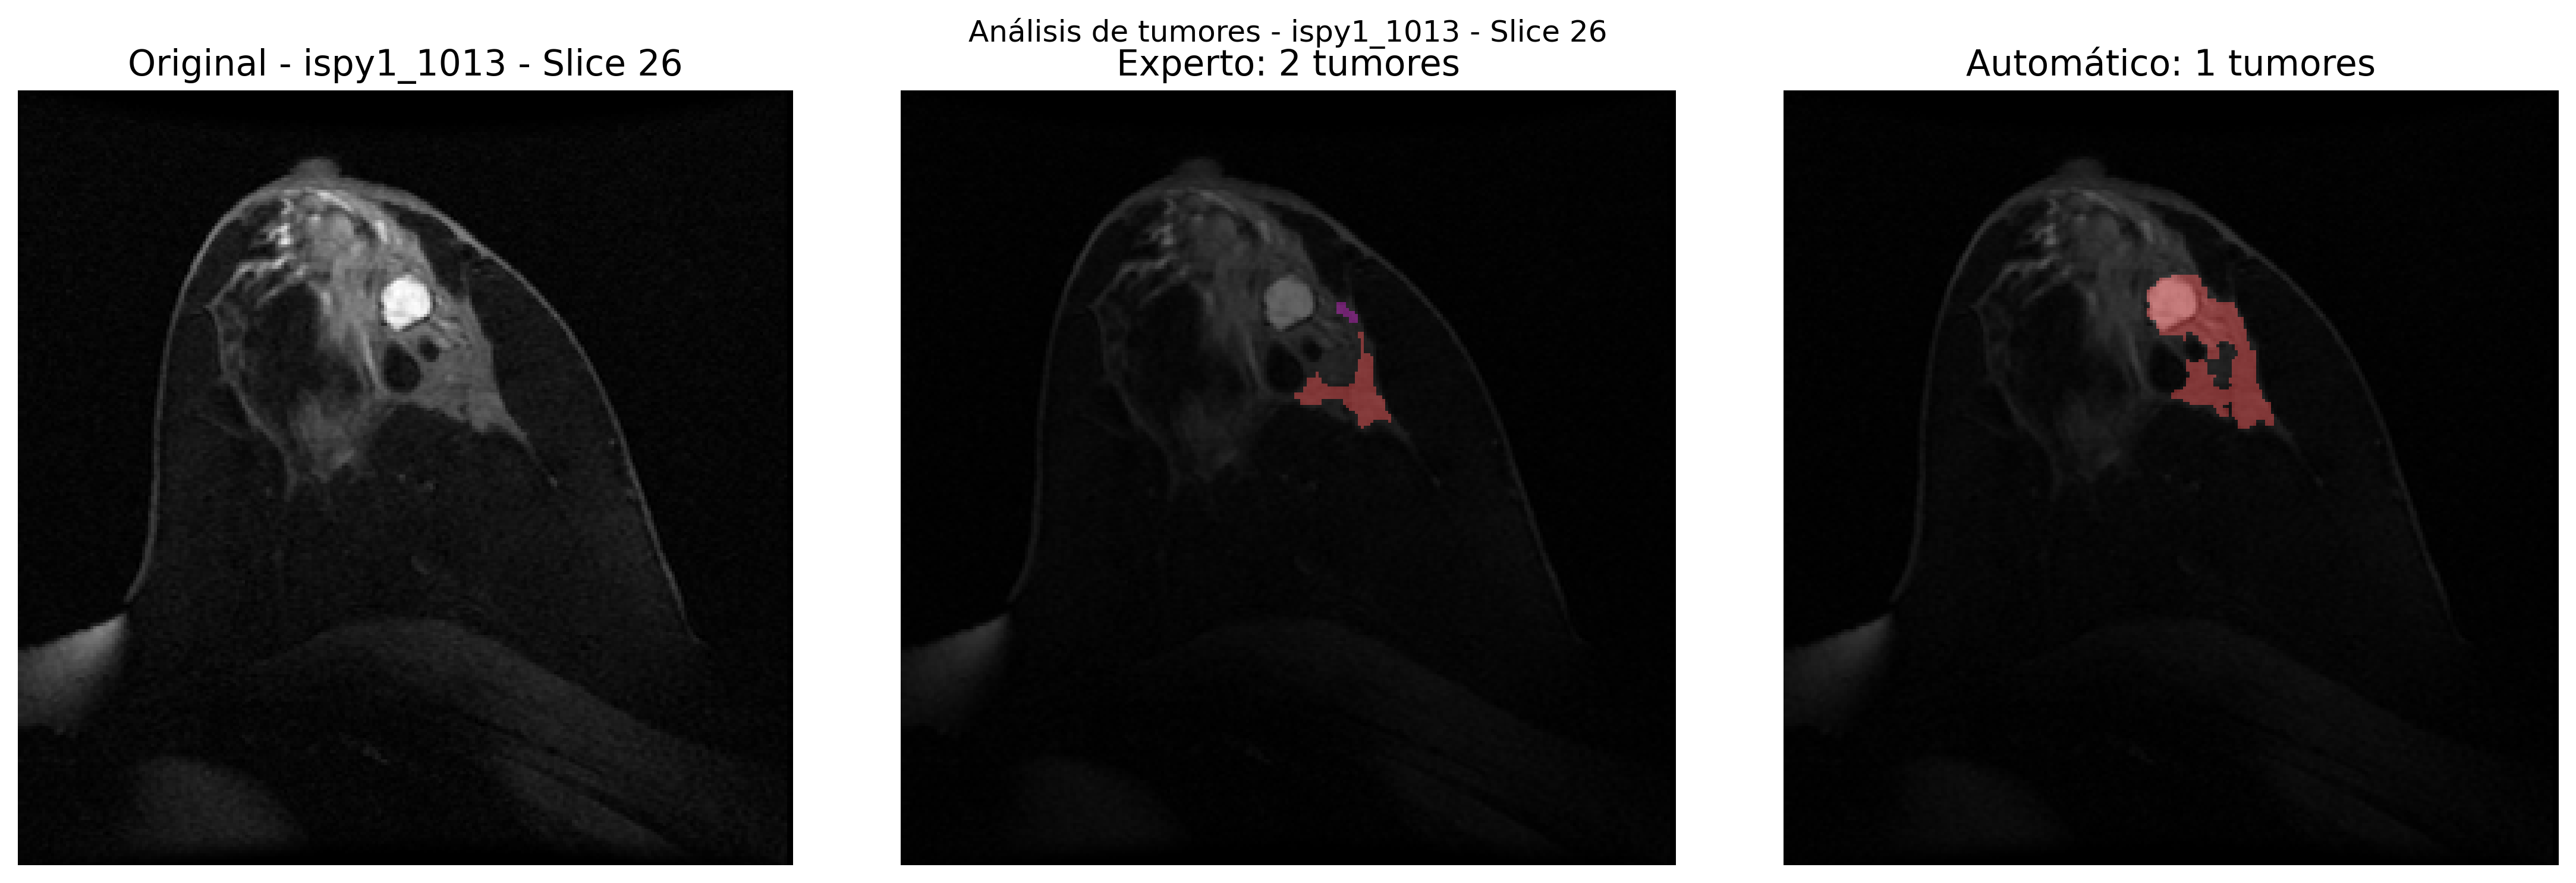 Análisis de tumores - ispy1_1013 - Slice 26
Original - ispy1_1013 - Slice 26
Experto: 2 tumores
Automático: 1 tumores